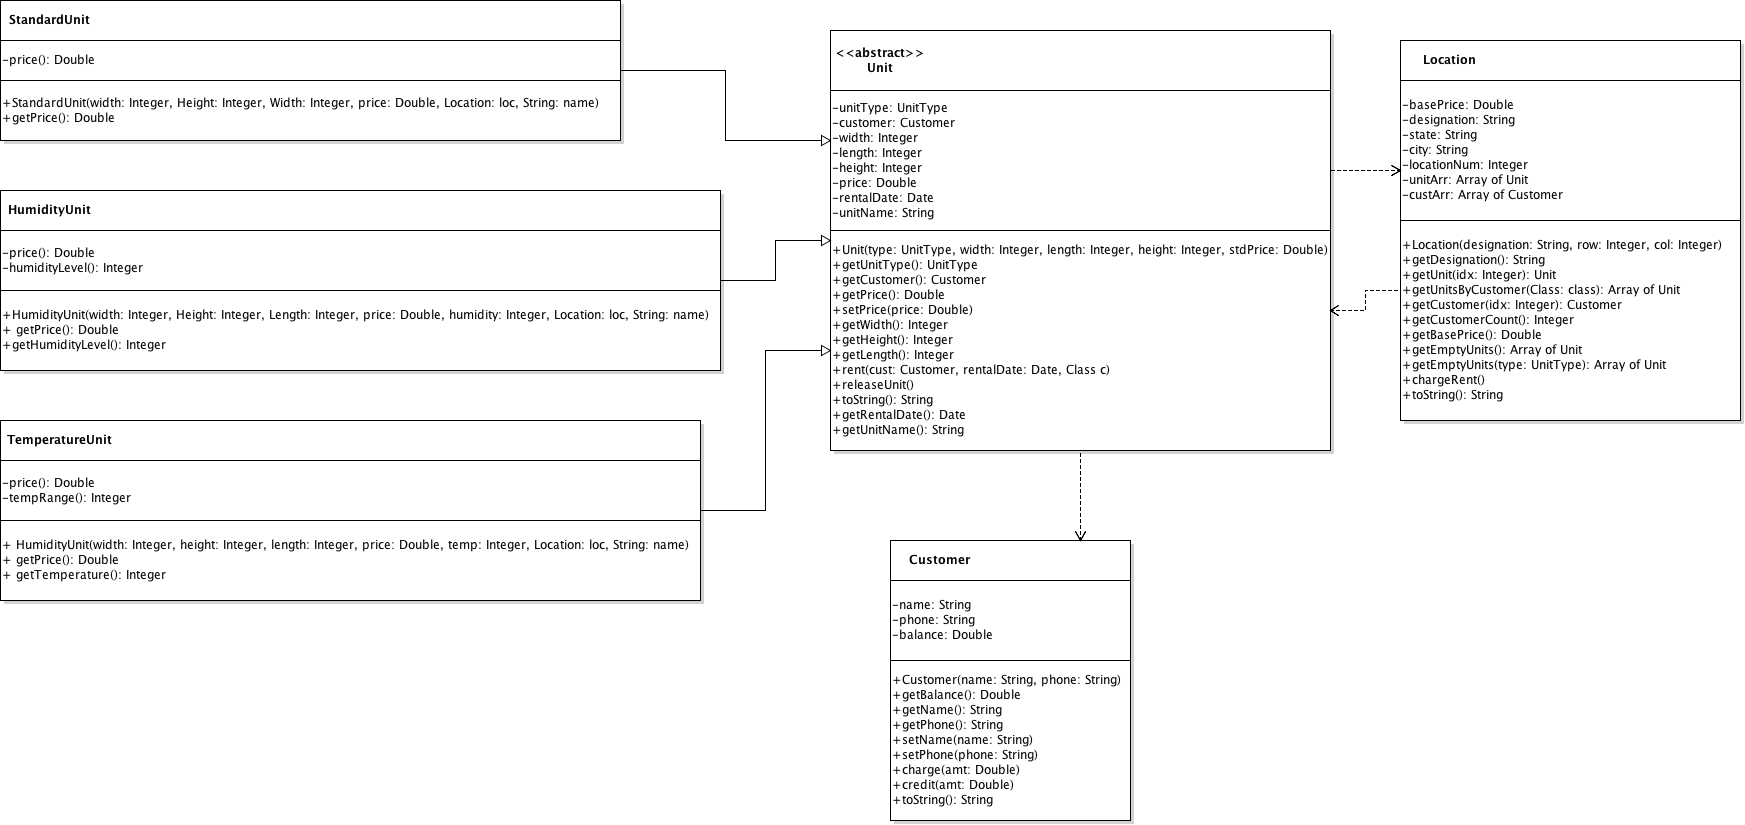 StandardUnit
-price(): Double
+StandardUnit(width: Integer, Height: Integer, Width: Integer, price: Double, Location: loc, String: name)
+getPrice(): Double
HumidityUnit
-price(): Double
-humidityLevel(): Integer
+HumidityUnit(width: Integer, Height: Integer, Length: Integer, price: Double, humidity: Integer, Location: loc, String: name)
+ getPrice(): Double
+getHumidityLevel(): Integer
TemperatureUnit
-price(): Double
-tempRange(): Integer
+ HumidityUnit(width: Integer, height: Integer, length: Integer, price: Double, temp: Integer, Location: loc, String: name)
+ getPrice(): Double
+ getTemperature(): Integer
<<abstract>>
Unit
-unitType: UnitType
-customer: Customer
-width: Integer
-length: Integer
-height: Integer
-price: Double
-rentalDate: Date
-unitName: String
+Unit(type: UnitType, width: Integer, length: Integer, height: Integer, stdPrice: Double)
+getUnitType(): UnitType
+getCustomer(): Customer
+getPrice(): Double
+setPrice(price: Double)
+getWidth(): Integer
+getHeight(): Integer
+getLength(): Integer
+rent(cust: Customer, rentalDate: Date, Class c)
+releaseUnit()
+toString(): String
+getRentalDate(): Date
+getUnitName(): String
Location
-basePrice: Double
-designation: String
-state: String
-city: String
-locationNum: Integer
-unitArr: Array of Unit
-custArr: Array of Customer
+Location(designation: String, row: Integer, col: Integer)
+getDesignation(): String
+getUnit(idx: Integer): Unit
+getUnitsByCustomer(Class: class): Array of Unit
+getCustomer(idx: Integer): Customer
+getCustomerCount(): Integer
+getBasePrice(): Double
+getEmptyUnits(): Array of Unit
+getEmptyUnits(type: UnitType): Array of Unit
+chargeRent()
+toString(): String
Customer
-name: String
-phone: String
-balance: Double
+Customer(name: String, phone: String)
+getBalance(): Double
+getName(): String
+getPhone(): String
+setName(name: String)
+setPhone(phone: String)
+charge(amt: Double)
+credit(amt: Double)
+toString(): String